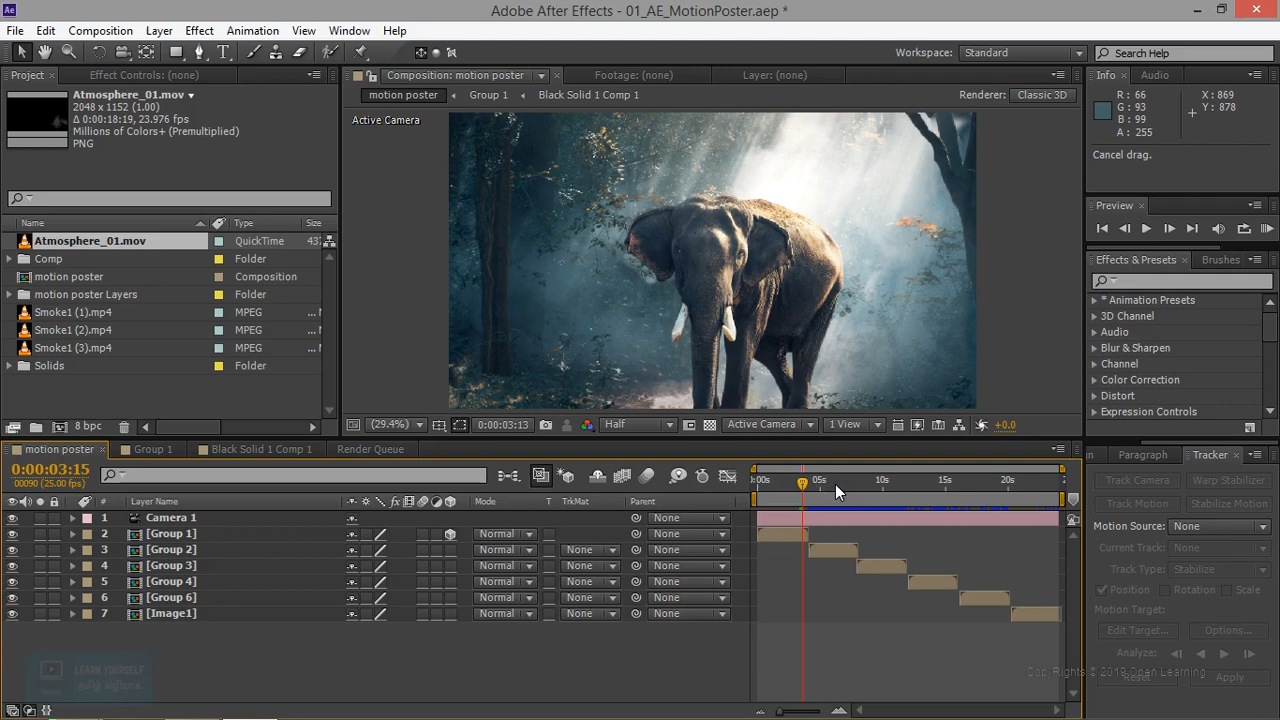 Adobe After Effects - 01_AE_MotionPoster.aep *
File Edit Composition Layer Effect Animation View Window Help
Workspace: Standard
Search Help
Project Effect Controls: (none)
Composition: motion poster Footage: (none) Layer: (none)
Info Audio
Atmosphere_01.mov
2048 x 1152 (1.00)
Δ 0:00:18:19, 23.976 fps
Millions of Colors+ (Premultiplied)
PNG
motion poster Group 1 Black Solid 1 Comp 1
Renderer: Classic 3D
Active Camera
R: 66
G: 93
B: 99
A: 255
X: 869
Y: 878
Cancel drag.
Name Type Size
Atmosphere_01.mov QuickTime 437
Comp Folder
motion poster Composition
motion poster Layers Folder
Smoke1 (1).mp4 MPEG ...
Smoke1 (2).mp4 MPEG ...
Smoke1 (3).mp4 MPEG ...
Solids Folder
8 bpc
(29.4%) 0:00:03:13 Half Active Camera 1 View +0.0
Preview
Effects & Presets Brushes
* Animation Presets
3D Channel
Audio
Blur & Sharpen
Channel
Color Correction
Distort
Expression Controls
motion poster Group 1 Black Solid 1 Comp 1 Render Queue
0:00:03:15
00090 (25.00 fps)
:00s 05s 10s 15s 20s
# Layer Name fx Mode T TrkMat Parent
1 Camera 1 None
2 [Group 1] Normal None
3 [Group 2] Normal None None
4 [Group 3] Normal None None
5 [Group 4] Normal None None
6 [Group 6] Normal None None
7 [Image1] Normal None None
Paragraph Tracker
Track Camera Warp Stabilizer
Track Motion Stabilize Motion
Motion Source: None
Current Track: None
Track Type: Stabilize
Position Rotation Scale
Motion Target:
Edit Target... Options...
Analyze:
Reset Apply
Copy Rights © 2019 Open Learning
LEARN YOURSELF
தமிழ் வழியாக